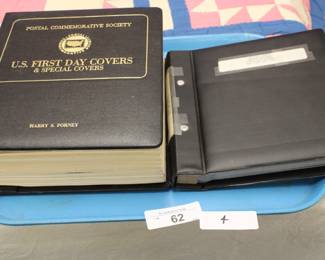 POSTAL COMMEMORATIVE SOCIETY
U.S. FIRST DAY COVERS
& SPECIAL COVERS
HARRY S. FORNEY
62
4